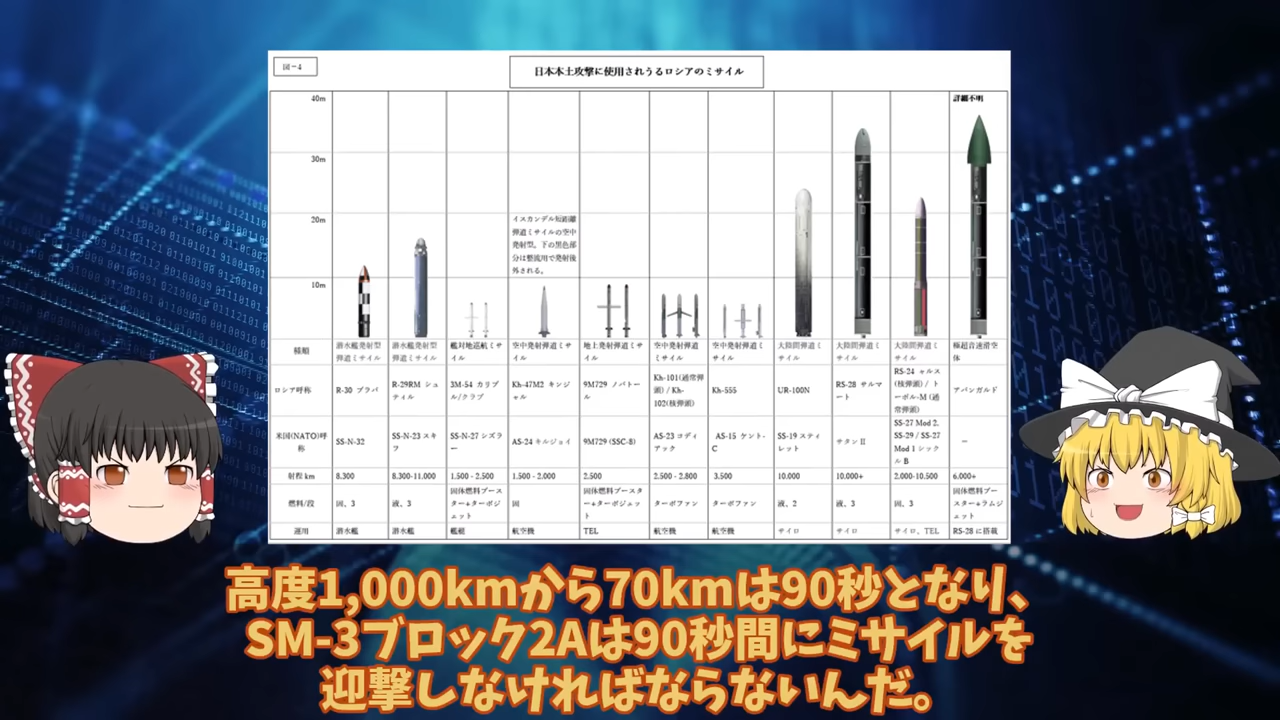 図-4
日本本土攻撃に使用されうるロシアのミサイル
40m
30m
20m
10m
詳細不明
イスカンデル短距離
弾道ミサイルの空中
発射型。下の黒色部
分は整流用で発射後
外される。
種類
潜水艦発射型
弾道ミサイル
潜水艦発射型
弾道ミサイル
艦対地巡航ミサ
イル
空中発射弾道ミサ
イル
地上発射弾道ミサ
イル
空中発射弾道
ミサイル
空中発射弾道ミ
サイル
大陸間弾道ミ
サイル
大陸間弾道ミ
サイル
大陸間弾道ミ
サイル
極超音速滑空
体
ロシア呼称
R-30 ブラバ
R-29RM シュ
ティル
3M-54 カリブ
ル/クラブ
Kh-47M2 キンジ
ャル
9M729 ノバトー
ル
Kh-101(通常弾
頭) / Kh-
102(核弾頭)
Kh-555
UR-100N
RS-28 サルマ
ート
RS-24 ヤルス
(核弾頭) / ト
ーポル-M (通
常弾頭)
アバンガルド
米国(NATO)呼
称
SS-N-32
SS-N-23 スキ
フ
SS-N-27 シズラ
ー
AS-24 キルジョイ
9M729 (SSC-8)
AS-23 コディ
アック
AS-15 ケント-
C
SS-19 スティ
レット
サタンⅡ
SS-27 Mod 2.
SS-29 / SS-27
Mod 1 シック
ル B
–
射程 km
8.300
8.300-11.000
1.500 - 2.500
1.500 - 2.000
2.500
2.500 - 2.800
3.500
10.000
10.000+
2.000-10.500
6.000+
燃料/段
固、3
液、3
固体燃料ブース
ター+ターボジ
ェット
固
固体燃料ブースタ
ー+ターボジェッ
ト
ターボファン
ターボファン
液、2
液、3
固、3
固体燃料ブー
スター+ラムジ
ェット
運用
潜水艦
潜水艦
艦艇
航空機
TEL
航空機
航空機
サイロ
サイロ
サイロ、TEL
RS-28 に搭載
高度1,000kmから70kmは90秒となり、
SM-3ブロック2Aは90秒間にミサイルを
迎撃しなければならないんだ。